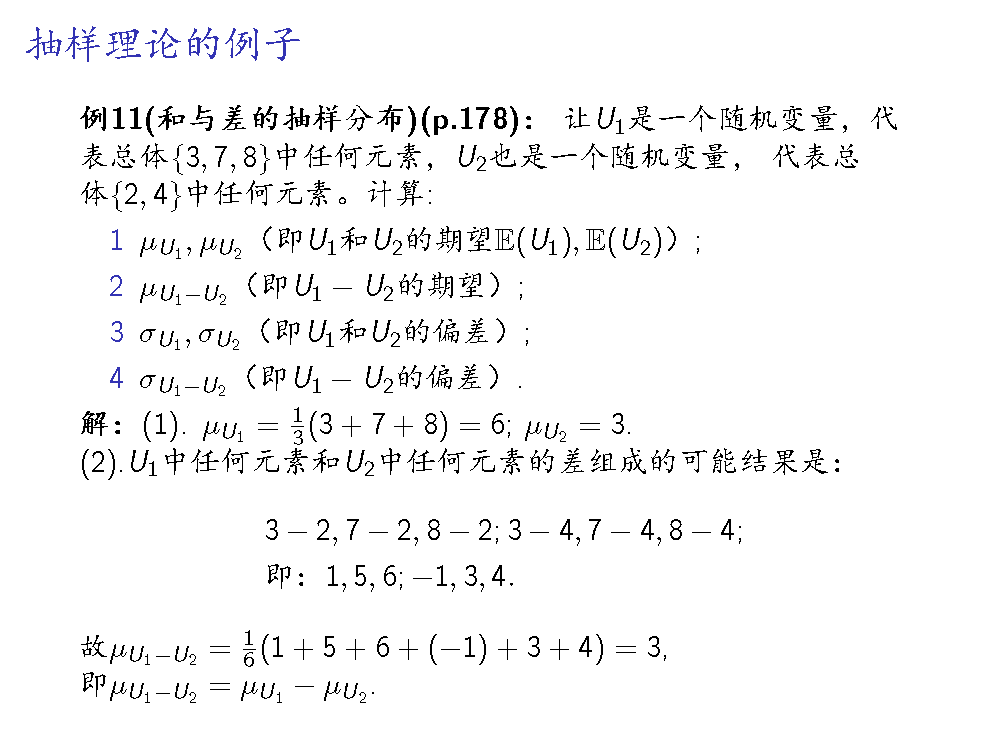 抽样理论的例子
例11(和与差的抽样分布)(p.178)： 让U₁是一个随机变量，代
表总体{3, 7, 8}中任何元素，U₂也是一个随机变量， 代表总
体{2, 4}中任何元素。计算:
1 μ_{U₁}, μ_{U₂}（即U₁和U₂的期望𝔼(U₁), 𝔼(U₂)）;
2 μ_{U₁−U₂}（即U₁ − U₂的期望）;
3 σ_{U₁}, σ_{U₂}（即U₁和U₂的偏差）;
4 σ_{U₁−U₂}（即U₁ − U₂的偏差）.
解：(1). μ_{U₁} = 1/3(3 + 7 + 8) = 6; μ_{U₂} = 3.
(2).U₁中任何元素和U₂中任何元素的差组成的可能结果是：
3 − 2, 7 − 2, 8 − 2; 3 − 4, 7 − 4, 8 − 4;
即：1, 5, 6; −1, 3, 4.
故μ_{U₁−U₂} = 1/6(1 + 5 + 6 + (−1) + 3 + 4) = 3,
即μ_{U₁−U₂} = μ_{U₁} − μ_{U₂}.